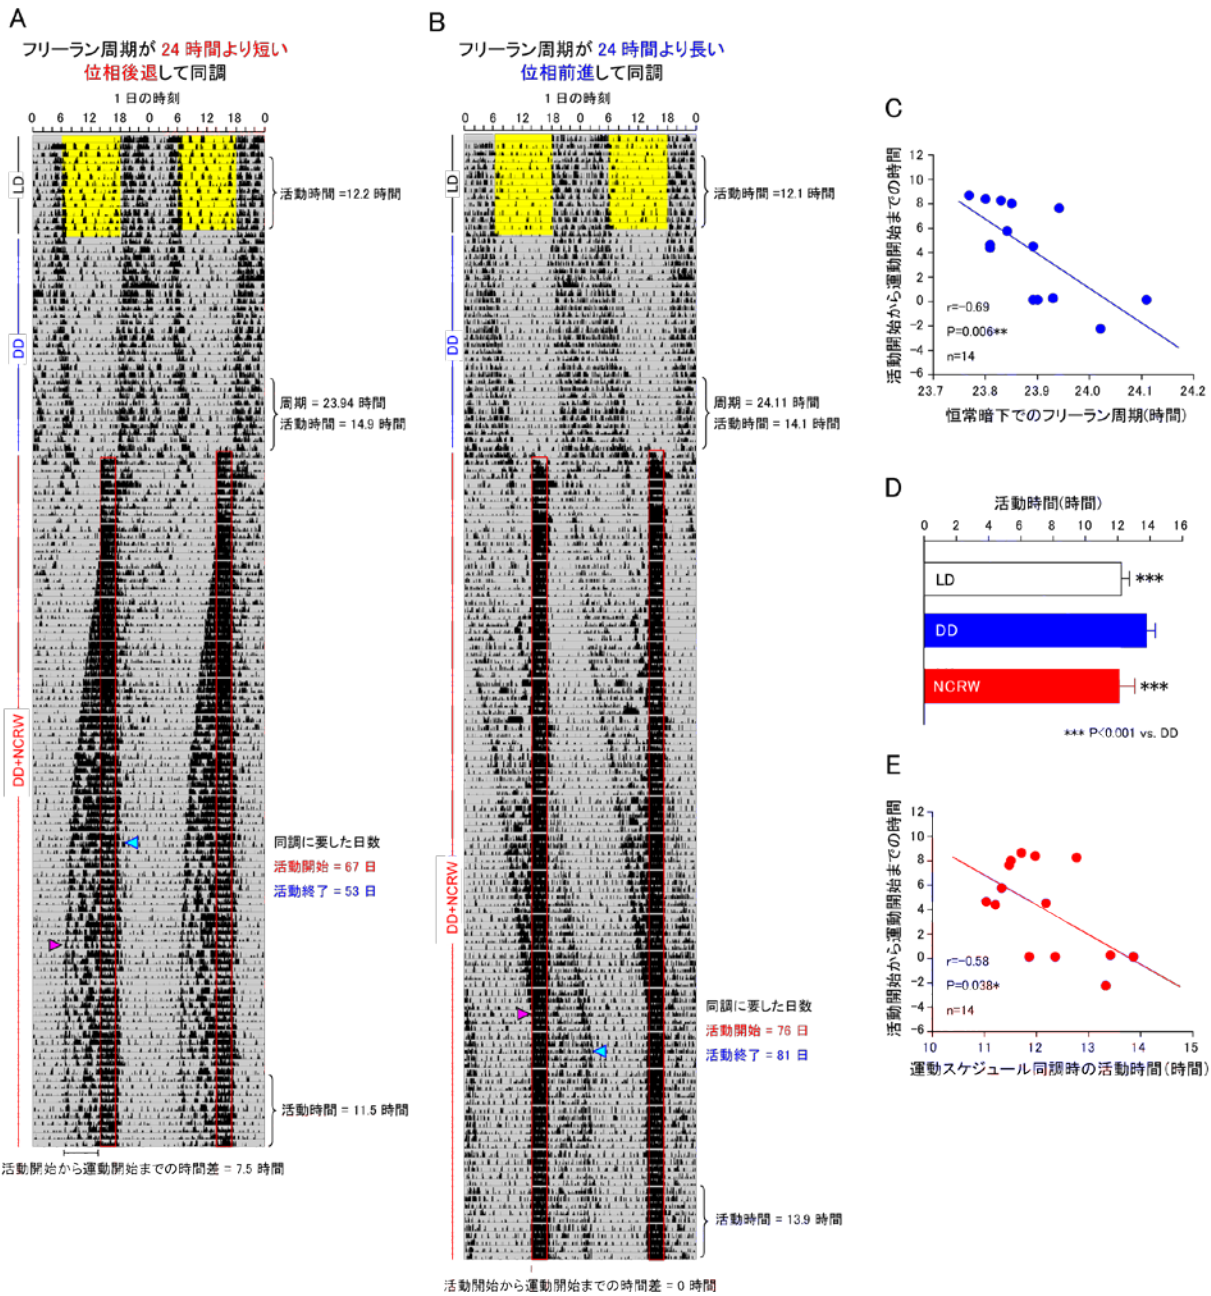 A
フリーラン周期が 24 時間より短い
位相後退して同調
1 日の時刻
0 6 12 18 0 6 12 18 0
LD
DD
DD+NCRW
活動時間 =12.2 時間
周期 = 23.94 時間
活動時間 = 14.9 時間
同調に要した日数
活動開始 = 67 日
活動終了 = 53 日
活動時間 = 11.5 時間
活動開始から運動開始までの時間差 = 7.5 時間
B
フリーラン周期が 24 時間より長い
位相前進して同調
1 日の時刻
0 6 12 18 0 6 12 18 0
LD
DD
DD+NCRW
活動時間 =12.1 時間
周期 = 24.11 時間
活動時間 = 14.1 時間
同調に要した日数
活動開始 = 76 日
活動終了 = 81 日
活動時間 = 13.9 時間
活動開始から運動開始までの時間差 = 0 時間
C
活動開始から運動開始までの時間
12
10
8
6
4
2
0
−2
−4
−6
r=−0.69
P=0.006**
n=14
23.7 23.8 23.9 24.0 24.1 24.2
恒常暗下でのフリーラン周期(時間)
D
活動時間(時間)
0 2 4 6 8 10 12 14 16
LD
***
DD
NCRW
***
*** P<0.001 vs. DD
E
活動開始から運動開始までの時間
12
10
8
6
4
2
0
−2
−4
−6
r=−0.58
P=0.038*
n=14
10 11 12 13 14 15
運動スケジュール同調時の活動時間(時間)